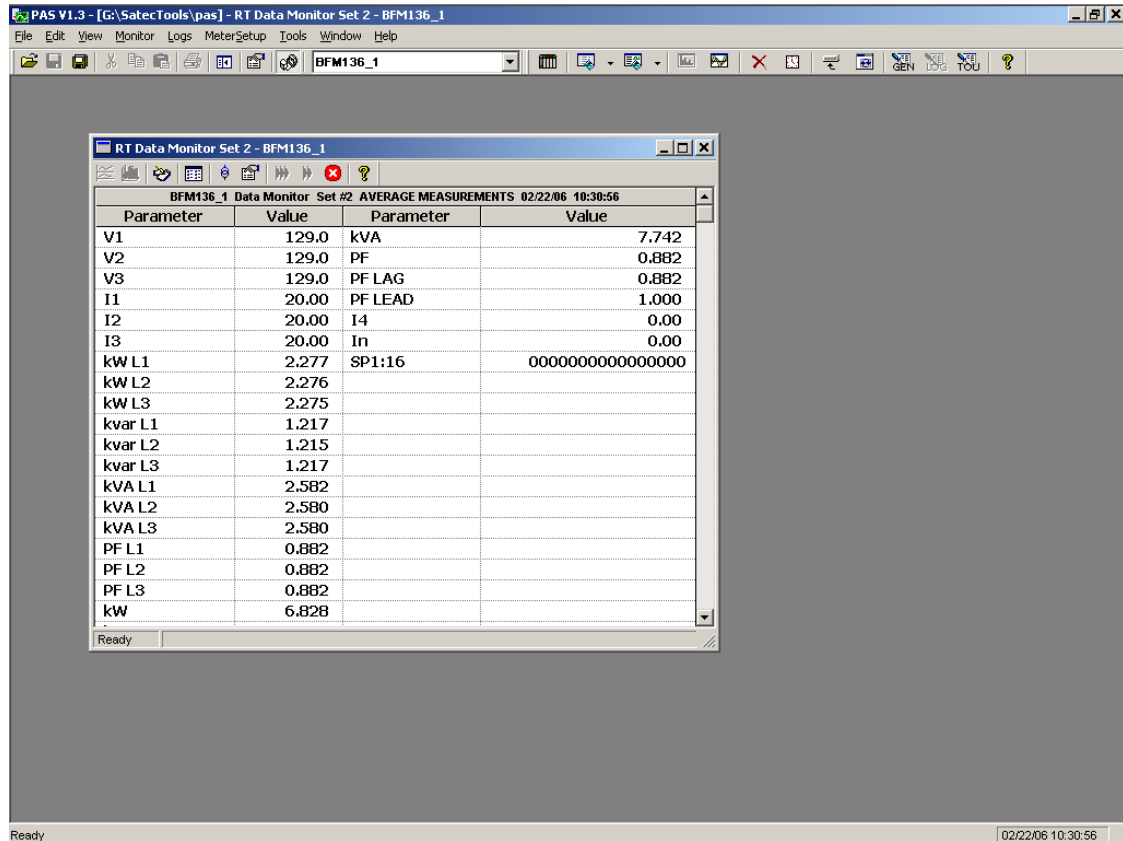 PAS V1.3 - [G:\SatecTools\pas] - RT Data Monitor Set 2 - BFM136_1
File Edit View Monitor Logs MeterSetup Tools Window Help
BFM136_1 GEN LOG TOU
RT Data Monitor Set 2 - BFM136_1
BFM136_1 Data Monitor Set #2 AVERAGE MEASUREMENTS 02/22/06 10:30:56
Parameter Value Parameter Value
V1 129.0 kVA 7.742
V2 129.0 PF 0.882
V3 129.0 PF LAG 0.882
I1 20.00 PF LEAD 1.000
I2 20.00 I4 0.00
I3 20.00 In 0.00
kW L1 2.277 SP1:16 0000000000000000
kW L2 2.276
kW L3 2.275
kvar L1 1.217
kvar L2 1.215
kvar L3 1.217
kVA L1 2.582
kVA L2 2.580
kVA L3 2.580
PF L1 0.882
PF L2 0.882
PF L3 0.882
kW 6.828
Ready
Ready 02/22/06 10:30:56